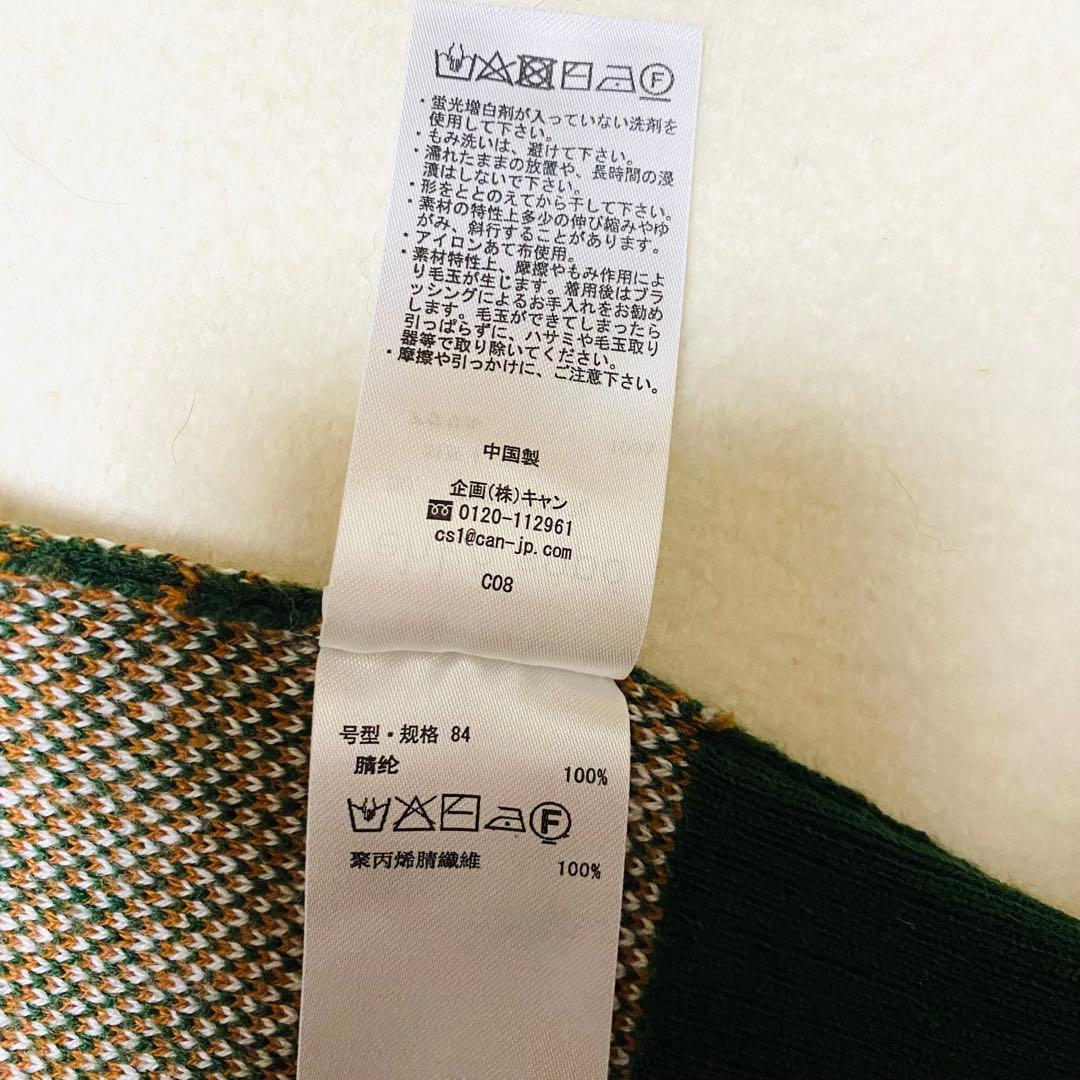 ・蛍光増白剤が入っていない洗剤を
使用して下さい。
・もみ洗いは、避けて下さい。
・濡れたままの放置や、長時間の浸
漬はしないで下さい。
・形をととのえてから干して下さい。
・素材の特性上多少の伸び縮みやゆ
がみ、斜行することがあります。
・アイロンあて布使用。
・素材特性上、摩擦やもみ作用によ
り毛玉が生じます。着用後はブラ
ッシングによるお手入れをお勧め
します。毛玉ができてしまったら
引っぱらずに、ハサミや毛玉取り
器等で取り除いてください。
・摩擦や引っかけに、ご注意下さい。
中国製
企画(株)キャン
0120-112961
cs1@can-jp.com
C08
号型・规格 84
腈纶 100%
F
聚丙烯腈纖維 100%